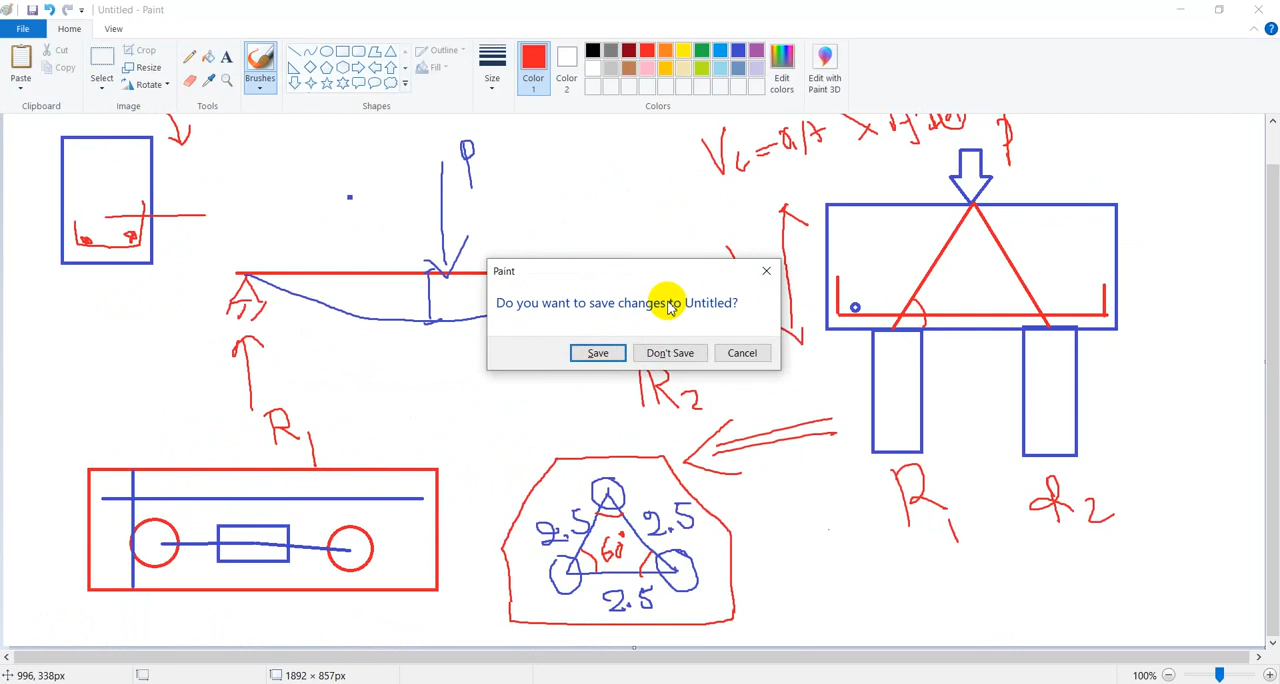 Untitled - Paint
File
Home
View
Paste
Cut
Copy
Clipboard
Select
Crop
Resize
Rotate
Image
Tools
Brushes
Shapes
Outline
Fill
Size
Color 1
Color 2
Edit colors
Edit with Paint 3D
Colors
P
P
Paint
Do you want to save changes to Untitled?
Save
Don't Save
Cancel
R1
R2
R1
R2
2.5
2.5
60°
2.5
996, 338px
1892 × 857px
100%